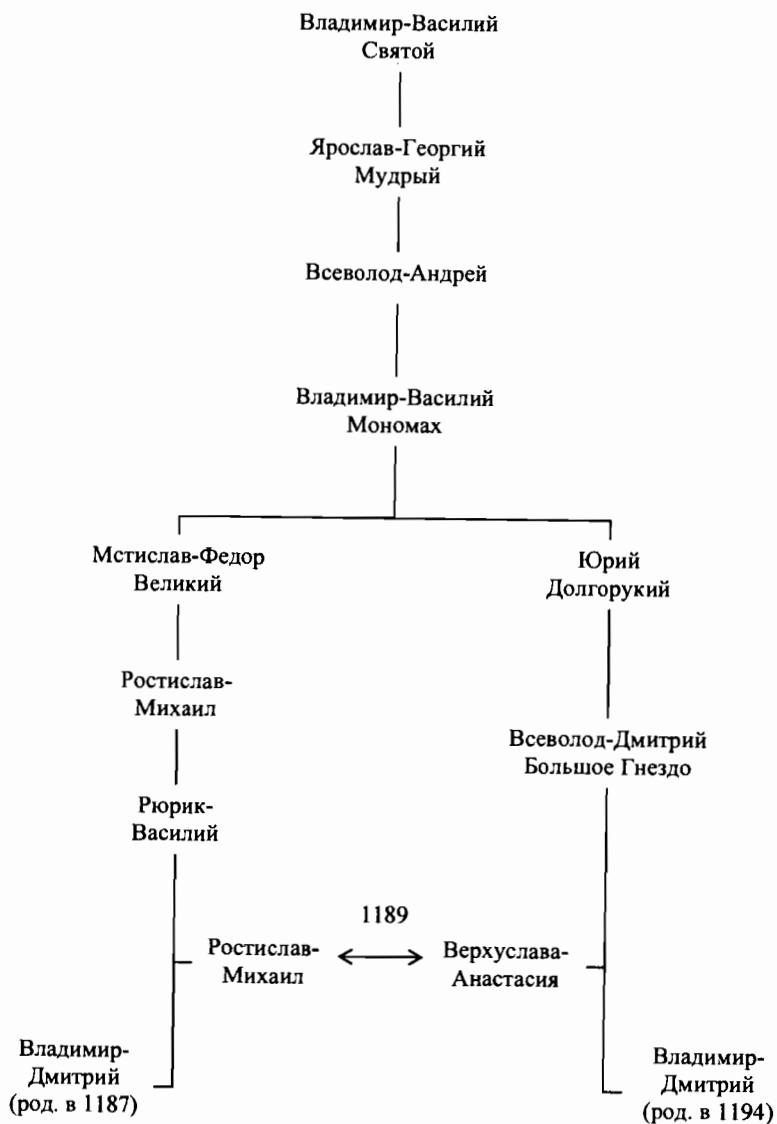 Владимир-Василий
Святой
Ярослав-Георгий
Мудрый
Всеволод-Андрей
Владимир-Василий
Мономах
Мстислав-Федор
Великий
Юрий
Долгорукий
Ростислав-
Михаил
Всеволод-Дмитрий
Большое Гнездо
Рюрик-
Василий
1189
Ростислав-
Михаил
Верхуслава-
Анастасия
Владимир-
Дмитрий
(род. в 1187)
Владимир-
Дмитрий
(род. в 1194)